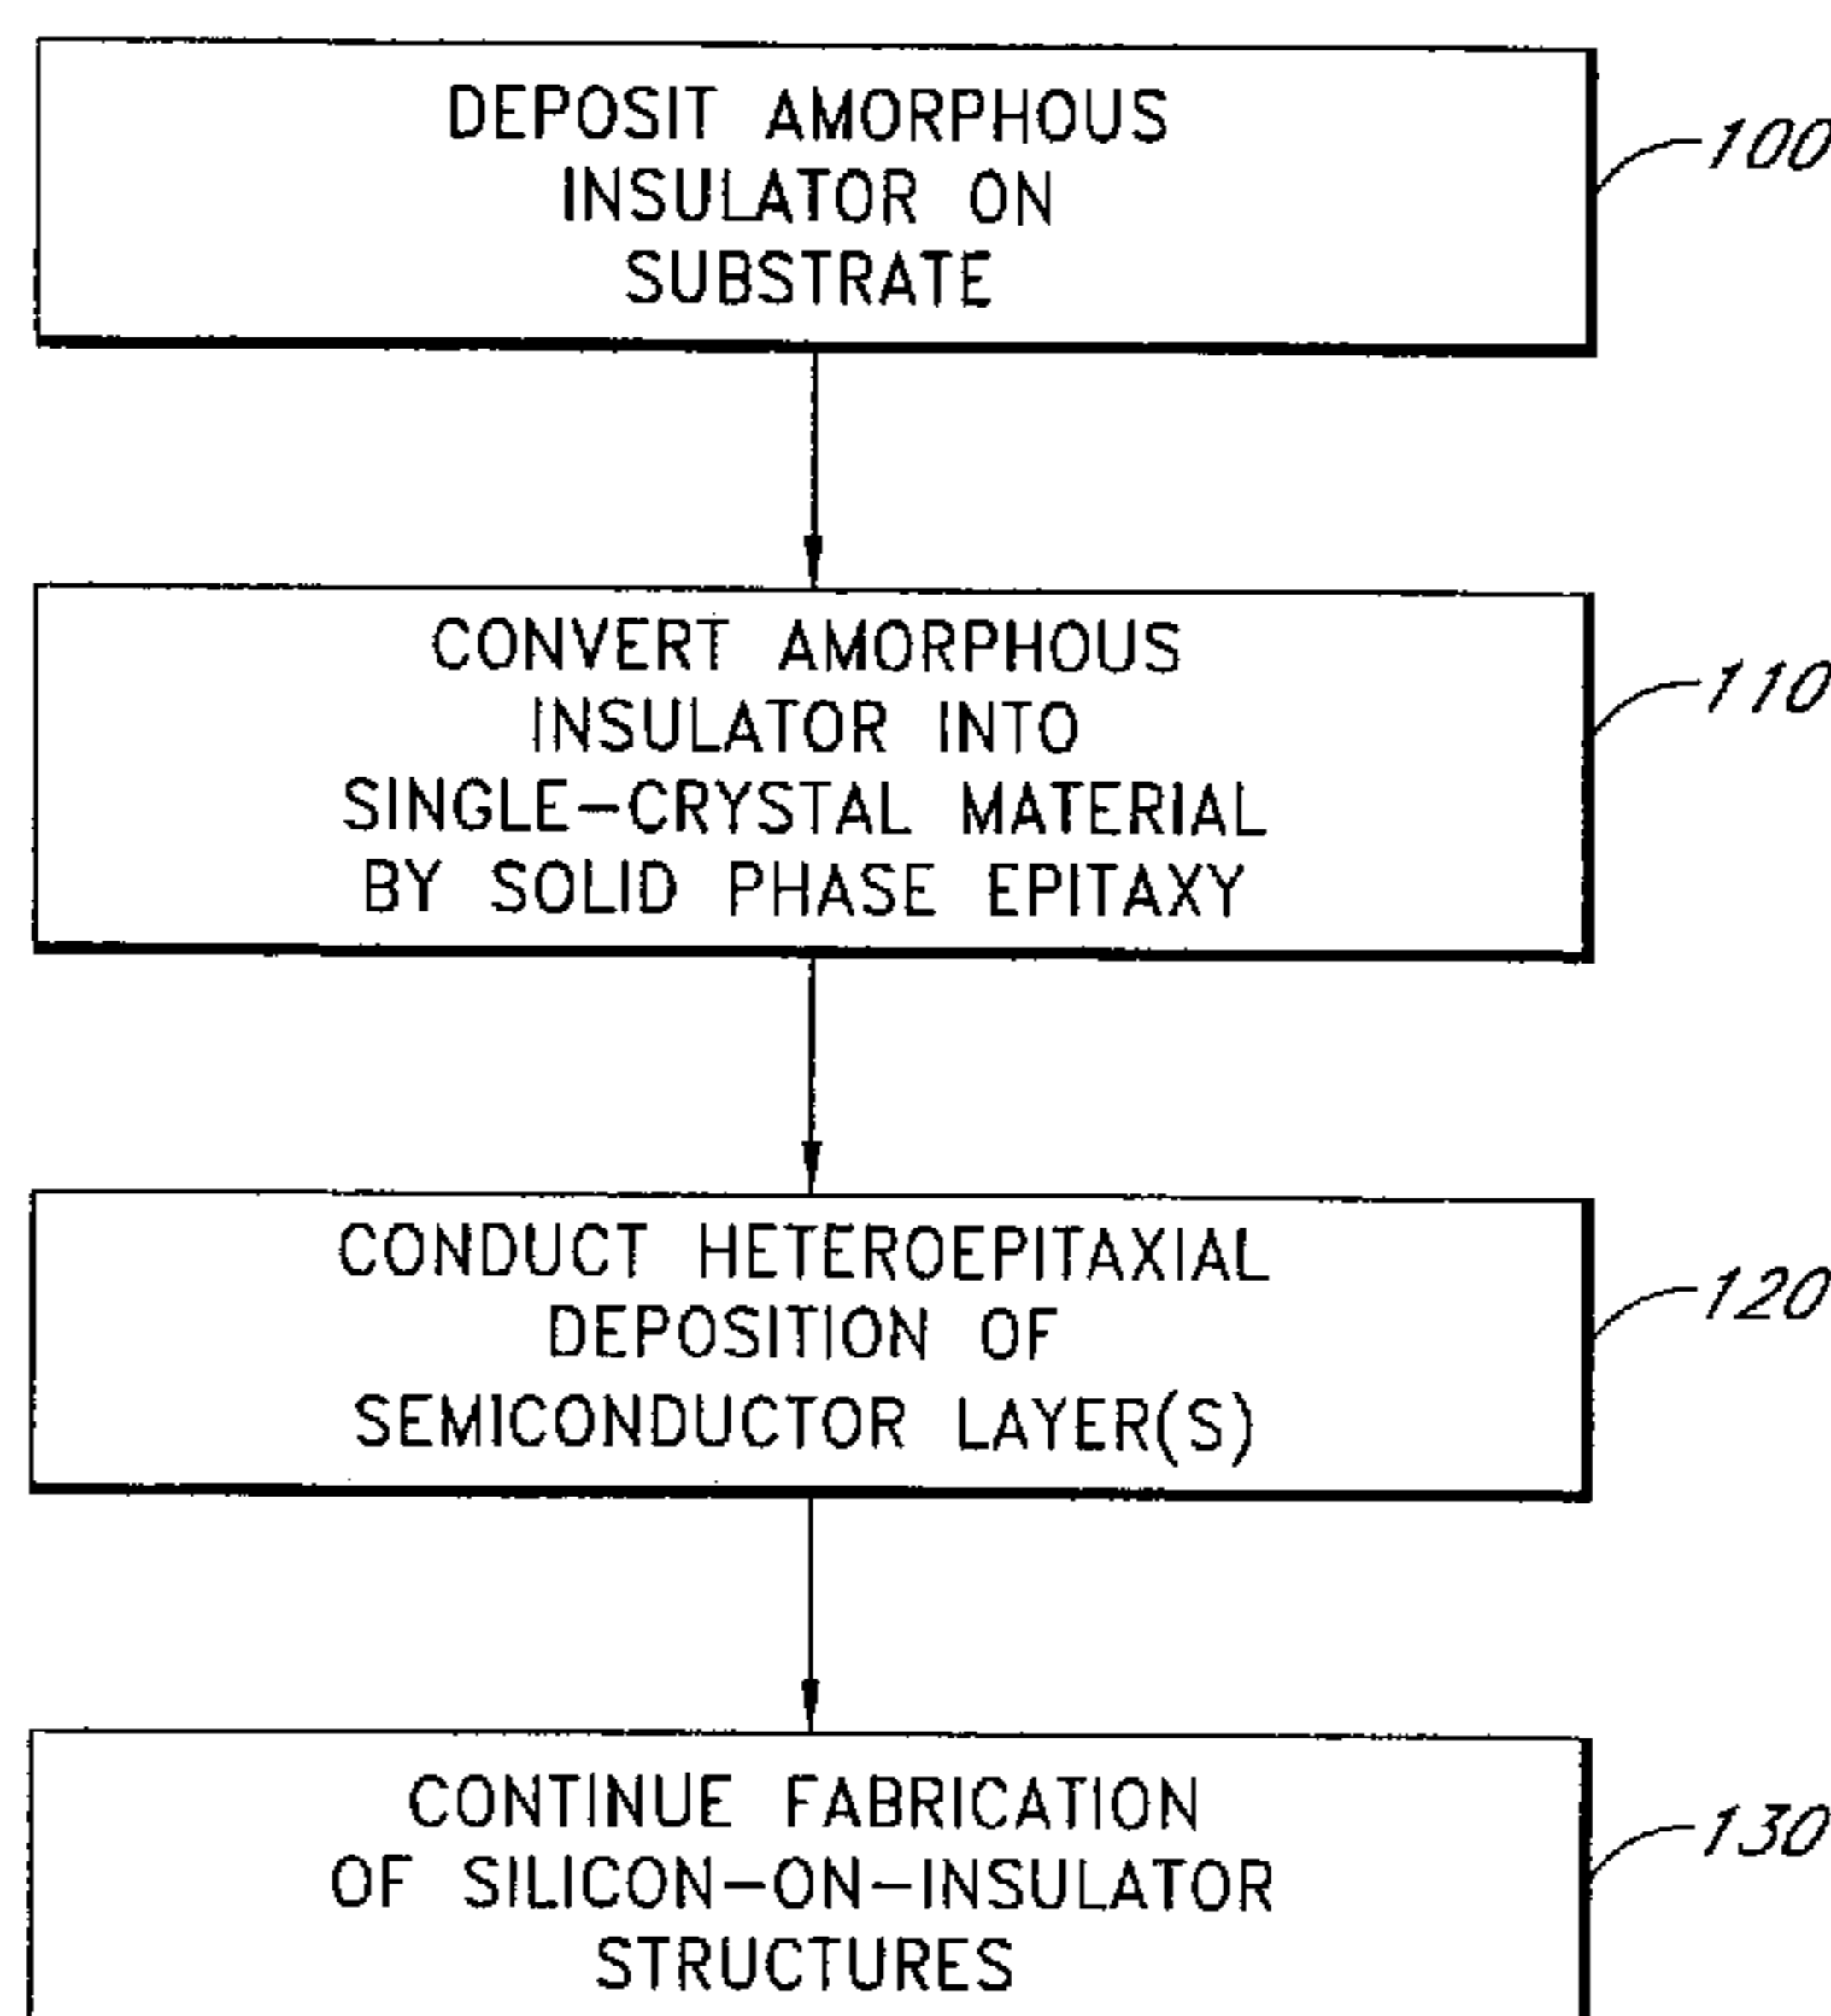 DEPOSIT AMORPHOUS
INSULATOR ON
SUBSTRATE
100
CONVERT AMORPHOUS
INSULATOR INTO
SINGLE-CRYSTAL MATERIAL
BY SOLID PHASE EPITAXY
110
CONDUCT HETEROEPITAXIAL
DEPOSITION OF
SEMICONDUCTOR LAYER(S)
120
CONTINUE FABRICATION
OF SILICON-ON-INSULATOR
STRUCTURES
130